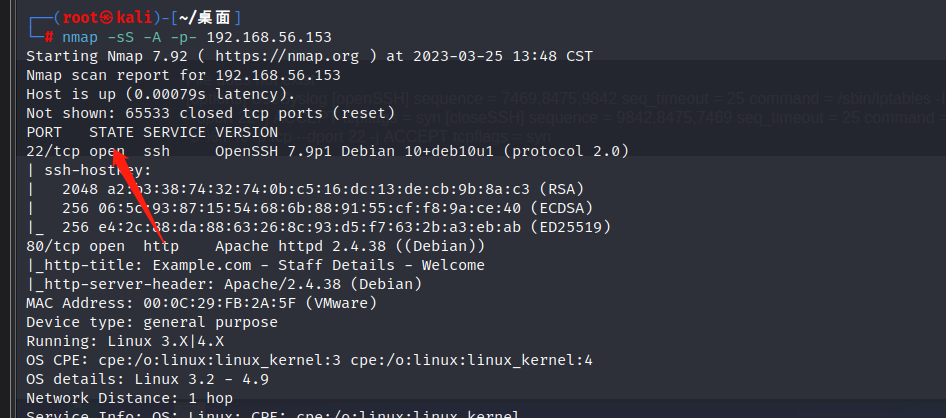 ┌──(root㉿kali)-[~/桌面]
└─# nmap -sS -A -p- 192.168.56.153
Starting Nmap 7.92 ( https://nmap.org ) at 2023-03-25 13:48 CST
Nmap scan report for 192.168.56.153
Host is up (0.00079s latency).
Not shown: 65533 closed tcp ports (reset)
PORT   STATE SERVICE VERSION
22/tcp open  ssh     OpenSSH 7.9p1 Debian 10+deb10u1 (protocol 2.0)
| ssh-hostkey:
|   2048 a2:b3:38:74:32:74:0b:c5:16:dc:13:de:cb:9b:8a:c3 (RSA)
|   256 06:5c:93:87:15:54:68:6b:88:91:55:cf:f8:9a:ce:40 (ECDSA)
|_  256 e4:2c:88:da:88:63:26:8c:93:d5:f7:63:2b:a3:eb:ab (ED25519)
80/tcp open  http    Apache httpd 2.4.38 ((Debian))
|_http-title: Example.com - Staff Details - Welcome
|_http-server-header: Apache/2.4.38 (Debian)
MAC Address: 00:0C:29:FB:2A:5F (VMware)
Device type: general purpose
Running: Linux 3.X|4.X
OS CPE: cpe:/o:linux:linux_kernel:3 cpe:/o:linux:linux_kernel:4
OS details: Linux 3.2 - 4.9
Network Distance: 1 hop
Service Info: OS: Linux; CPE: cpe:/o:linux:linux_kernel